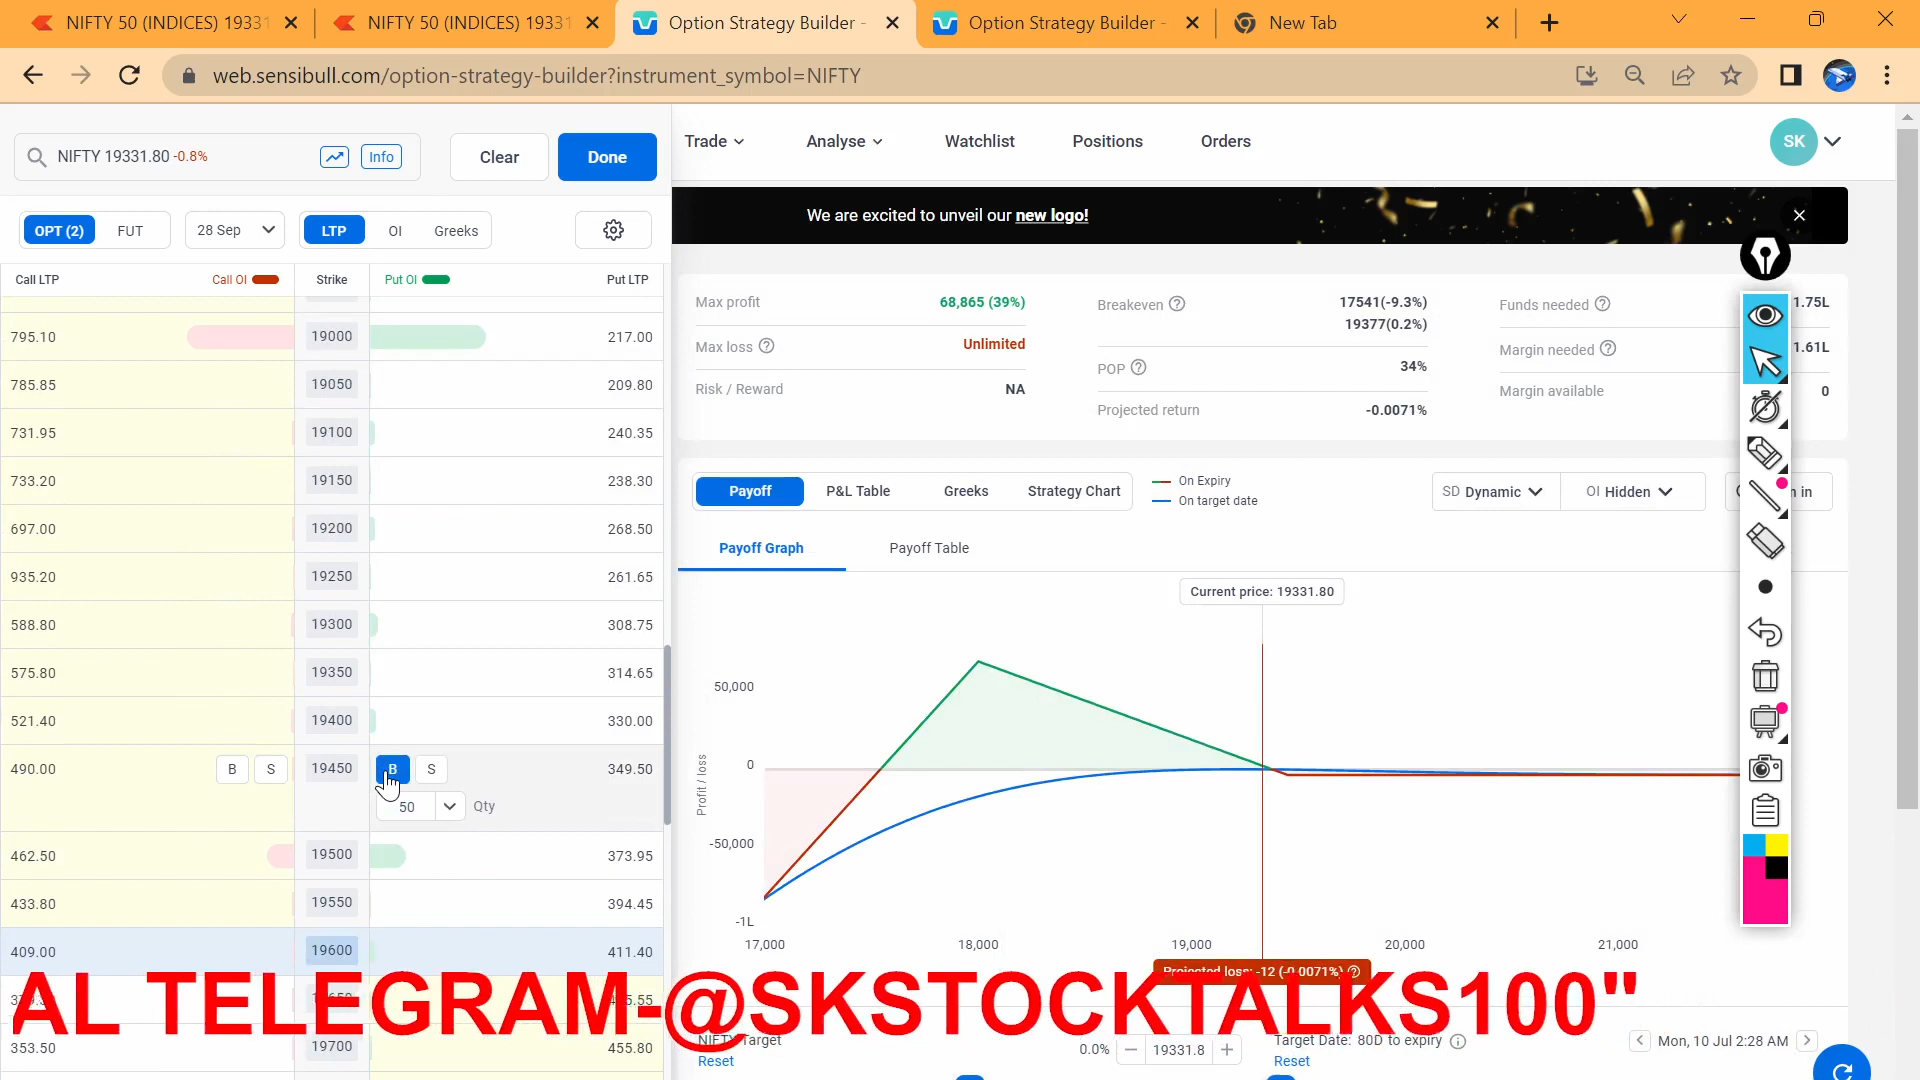 NIFTY 50 (INDICES) 19331
NIFTY 50 (INDICES) 19331
Option Strategy Builder -
Option Strategy Builder -
New Tab
web.sensibull.com/option-strategy-builder?instrument_symbol=NIFTY
NIFTY 19331.80 -0.8%
Info
Clear
Done
Trade
Analyse
Watchlist
Positions
Orders
SK
We are excited to unveil our new logo!
OPT (2)
FUT
28 Sep
LTP
OI
Greeks
Call LTP
Call OI
Strike
Put OI
Put LTP
795.10 19000 217.00
785.85 19050 209.80
731.95 19100 240.35
733.20 19150 238.30
697.00 19200 268.50
935.20 19250 261.65
588.80 19300 308.75
575.80 19350 314.65
521.40 19400 330.00
490.00 B S 19450 B S 349.50
50 Qty
462.50 19500 373.95
433.80 19550 394.45
409.00 19600 411.40
353.50 19700 455.80
Max profit 68,865 (39%)
Max loss Unlimited
Risk / Reward NA
Breakeven 17541(-9.3%)
19377(0.2%)
POP 34%
Projected return -0.0071%
Funds needed 1.75L
Margin needed 1.61L
Margin available 0
Payoff
P&L Table
Greeks
Strategy Chart
On Expiry
On target date
SD Dynamic
OI Hidden
in
Payoff Graph
Payoff Table
Current price: 19331.80
Profit / loss
50,000
0
-50,000
-1L
17,000
18,000
19,000
20,000
21,000
Projected loss: -12 (-0.0071%)
AL TELEGRAM-@SKSTOCKTALKS100"
NIFTY Target
Reset
0.0%
19331.8
Target Date: 80D to expiry
Reset
Mon, 10 Jul 2:28 AM